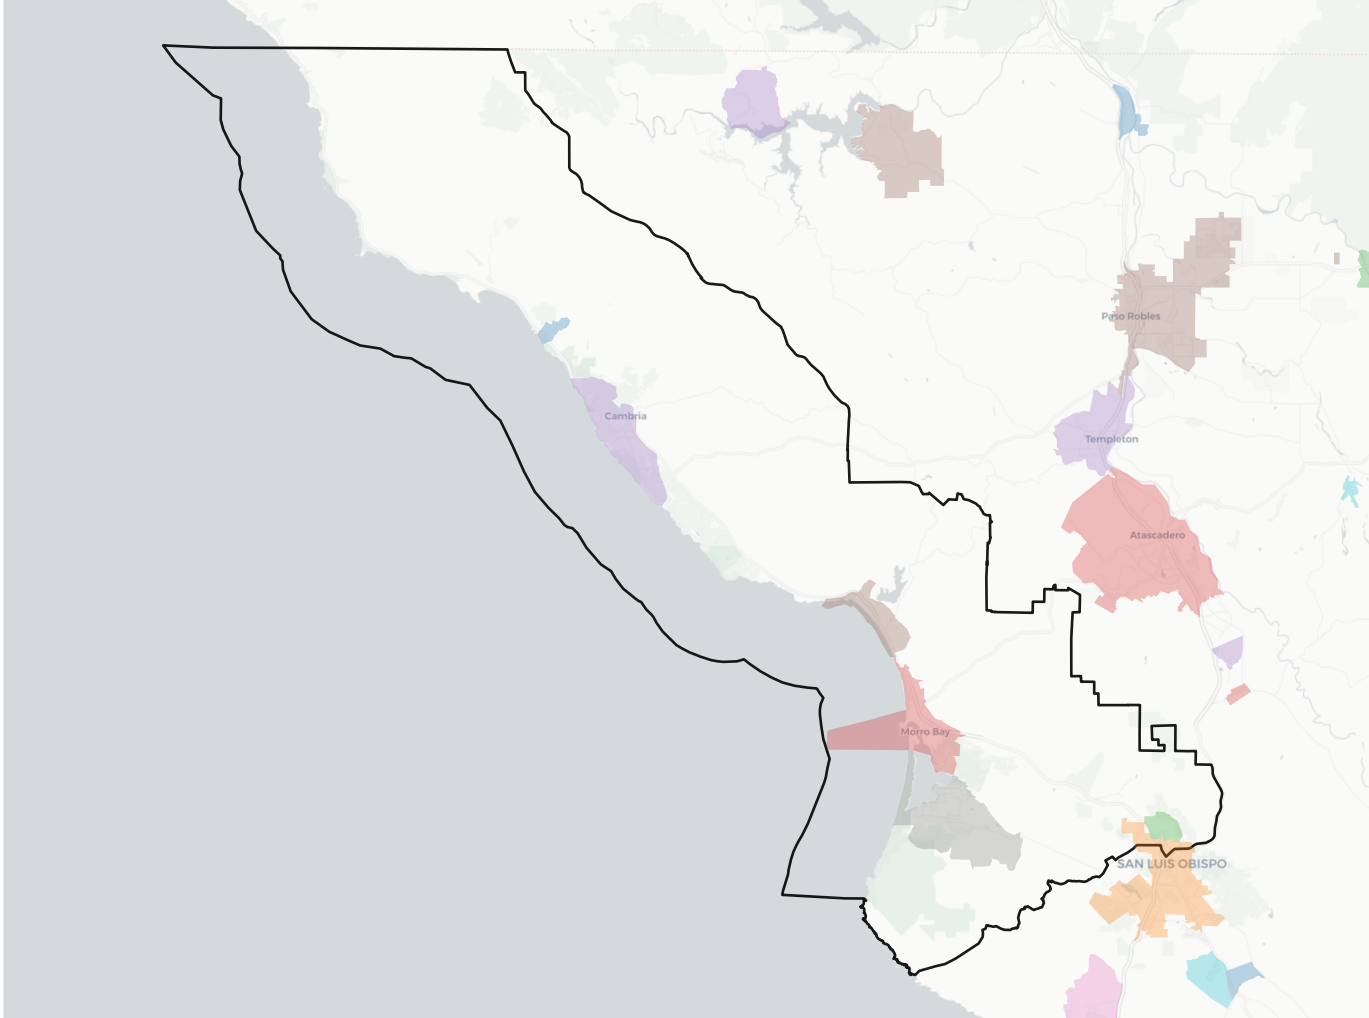 Paso Robles
Cambria
Templeton
Atascadero
Morro Bay
SAN LUIS OBISPO